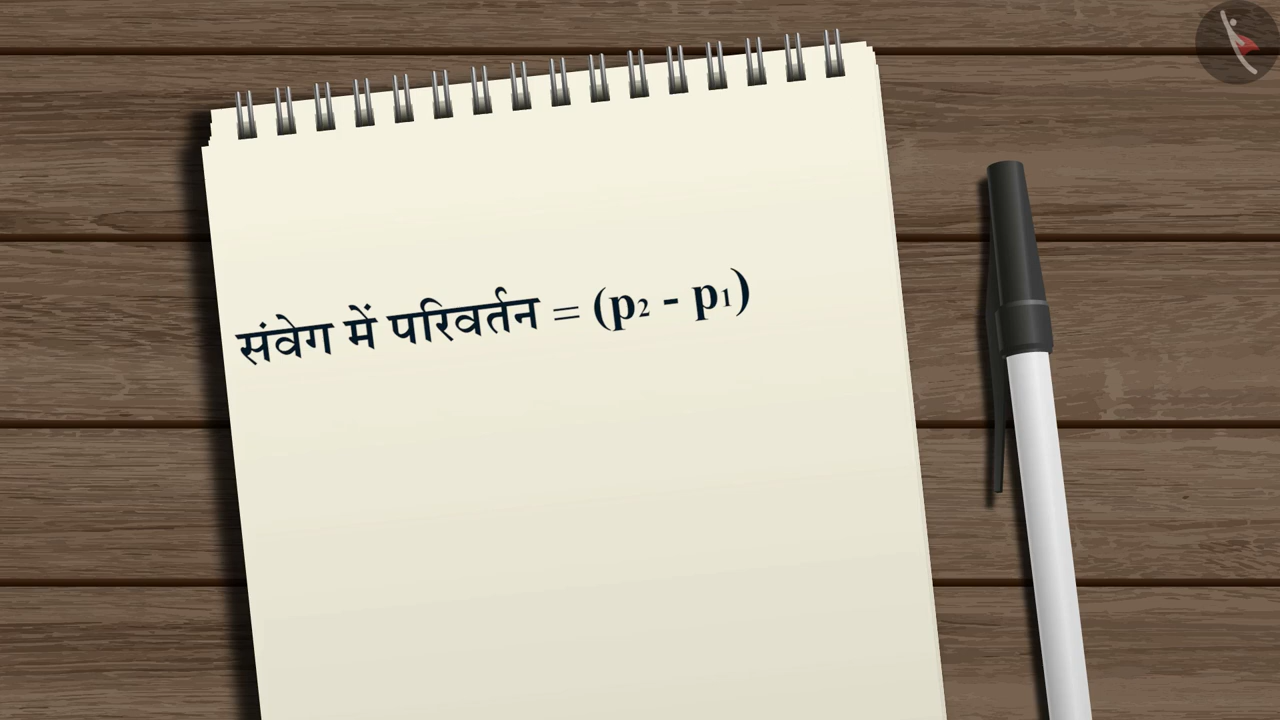 संवेग में परिवर्तन = (p₂ - p₁)